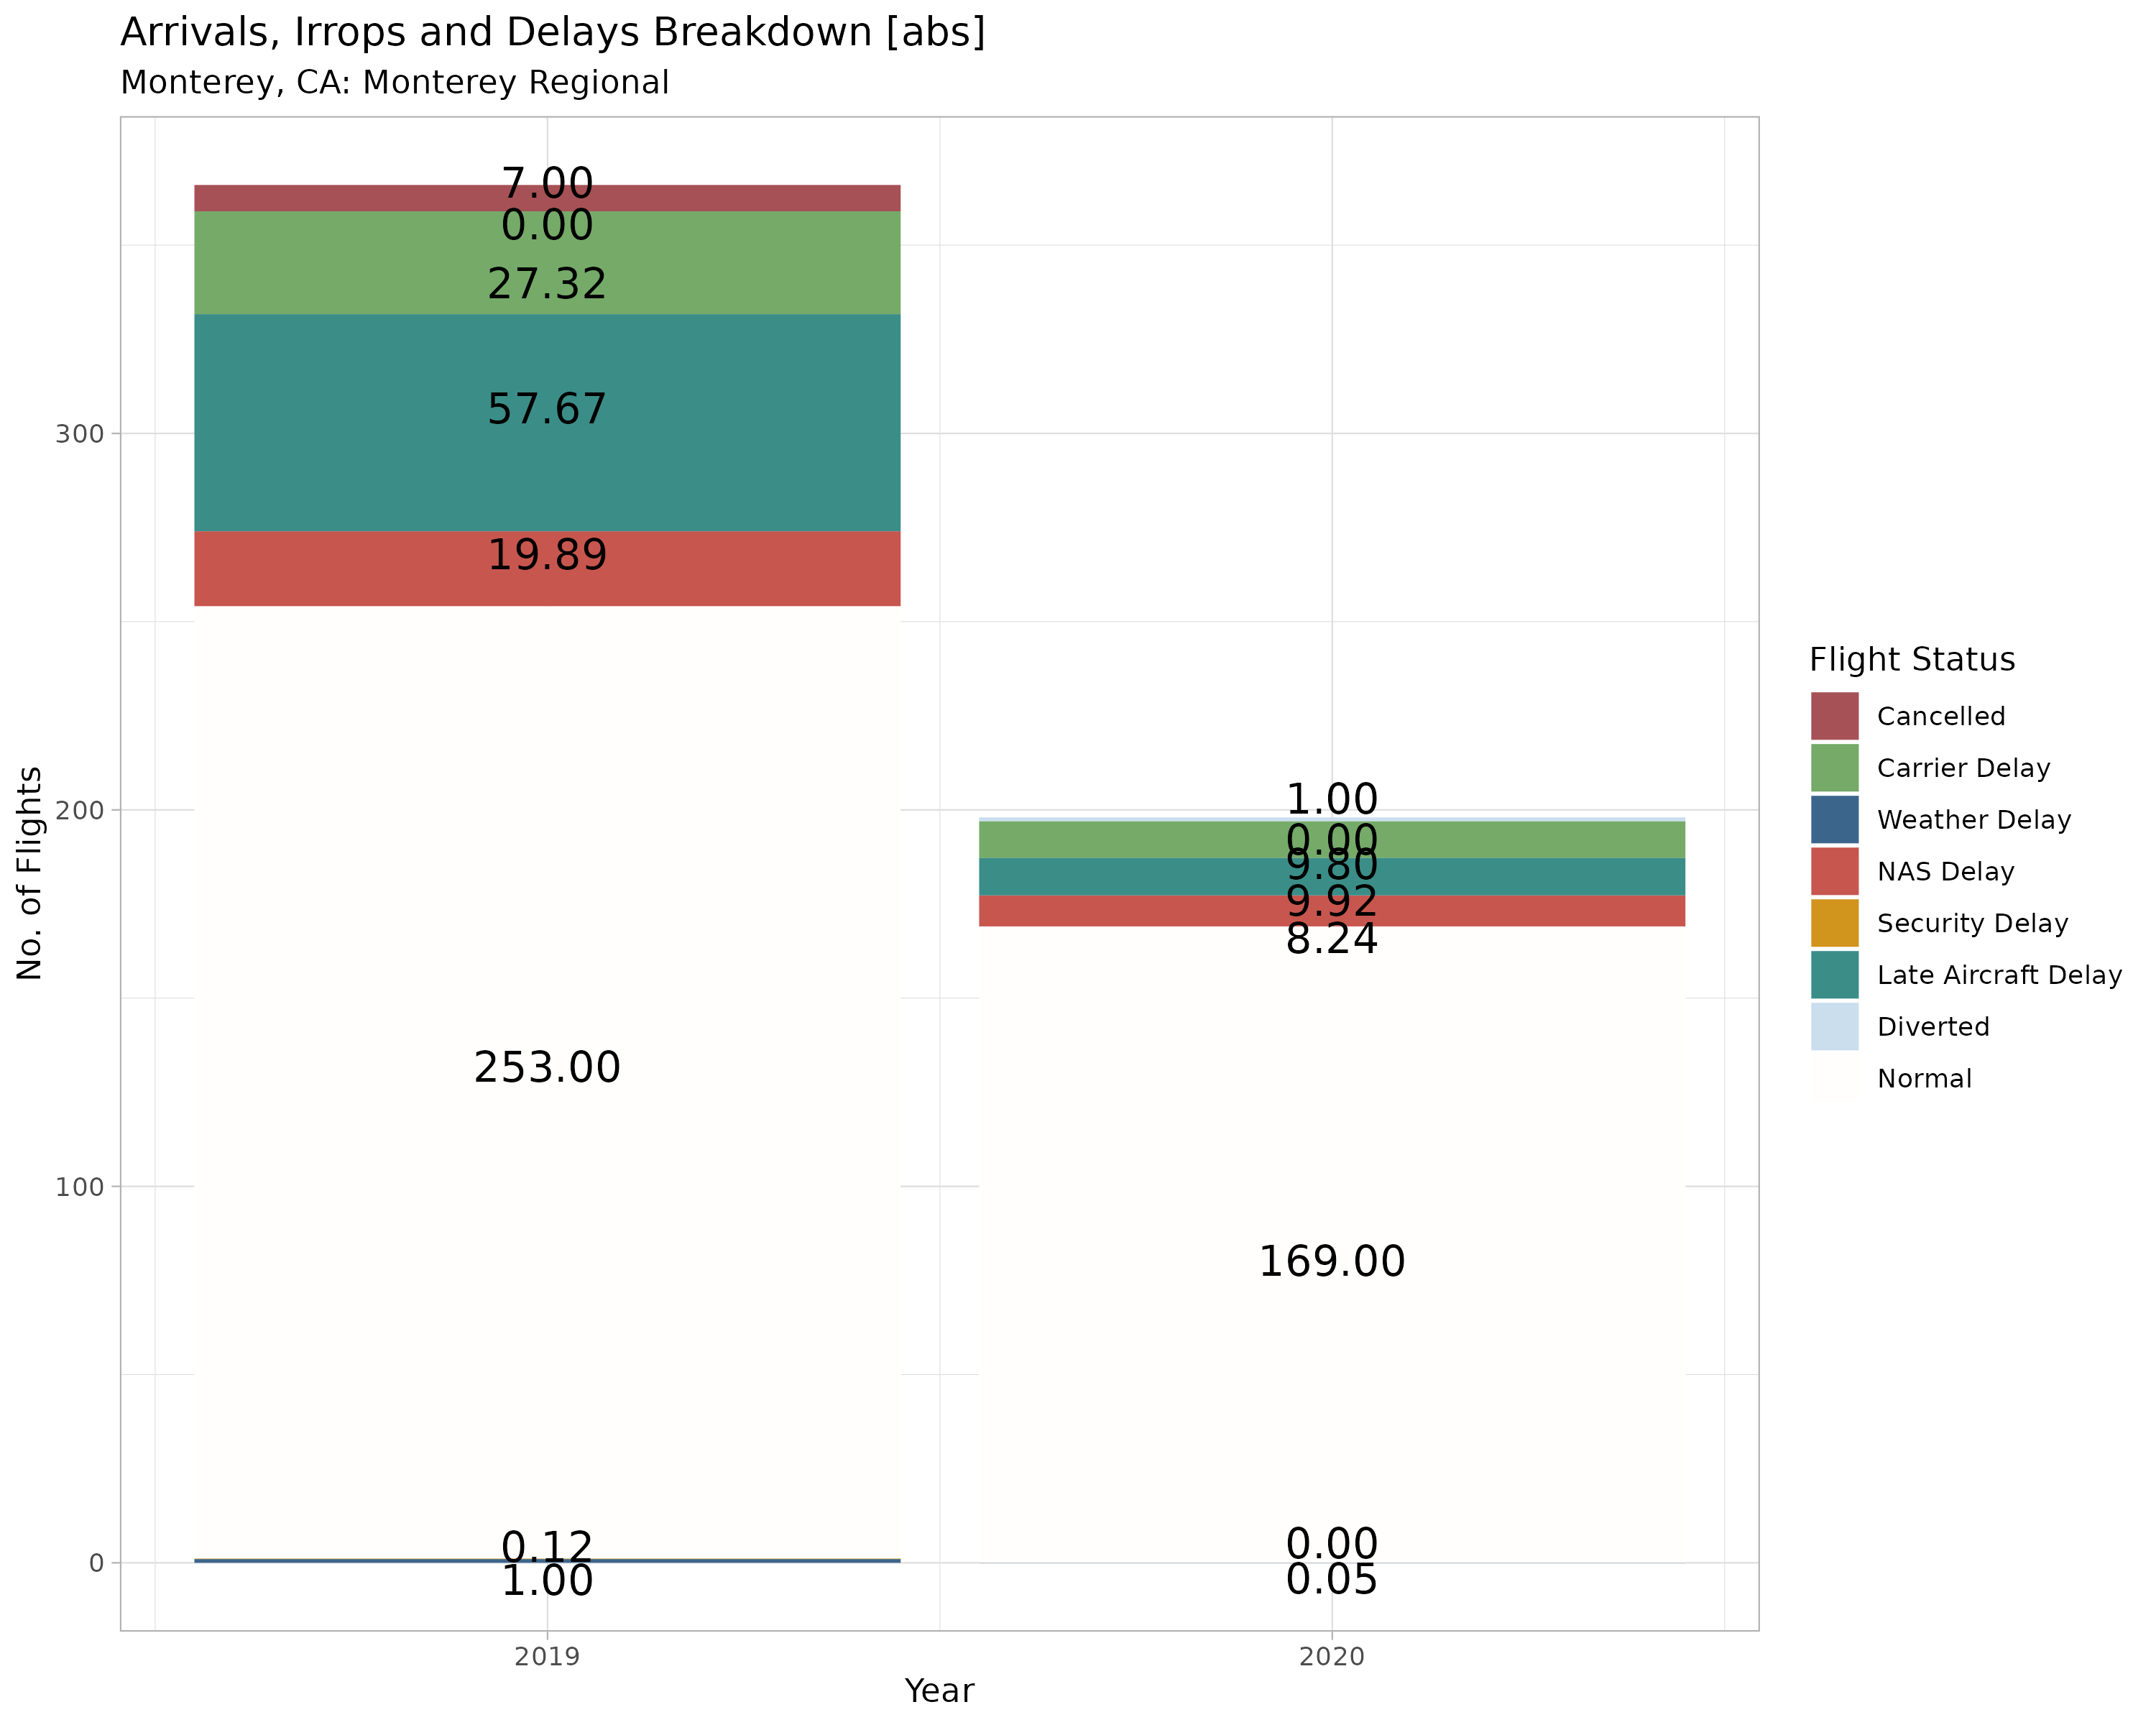 Arrivals, Irrops and Delays Breakdown [abs]
Monterey, CA: Monterey Regional
No. of Flights
300
200
100
0
7.00
0.00
27.32
57.67
19.89
253.00
0.12
1.00
1.00
0.00
9.80
9.92
8.24
169.00
0.00
0.05
2019
2020
Year
Flight Status
Cancelled
Carrier Delay
Weather Delay
NAS Delay
Security Delay
Late Aircraft Delay
Diverted
Normal